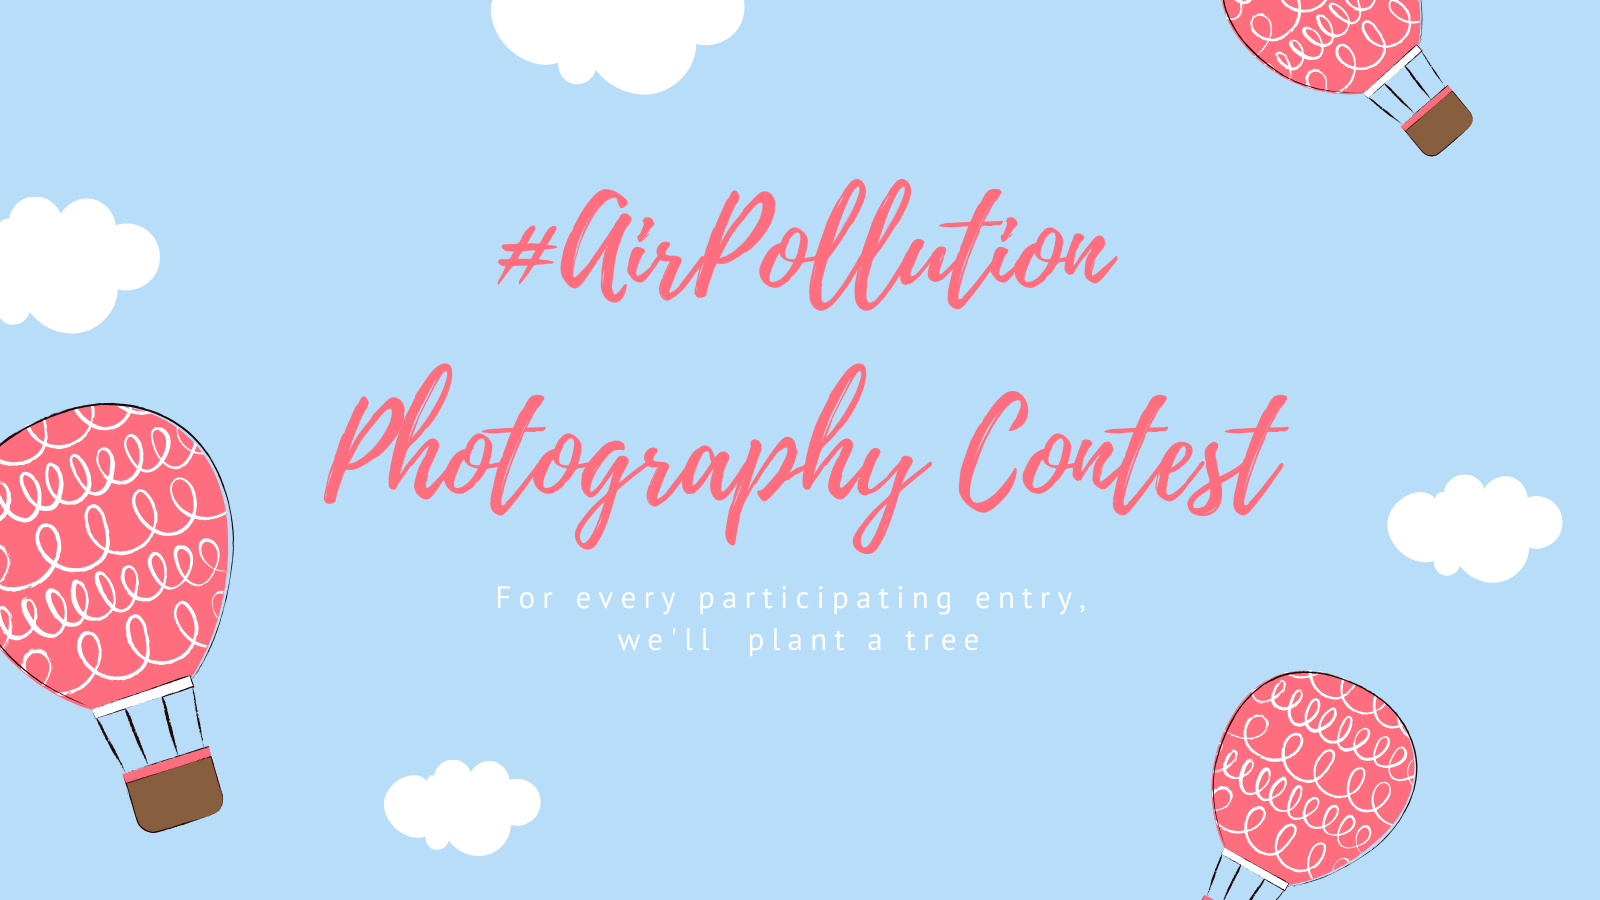 #AirPollution
Photography Contest
For every participating entry,
we'll plant a tree